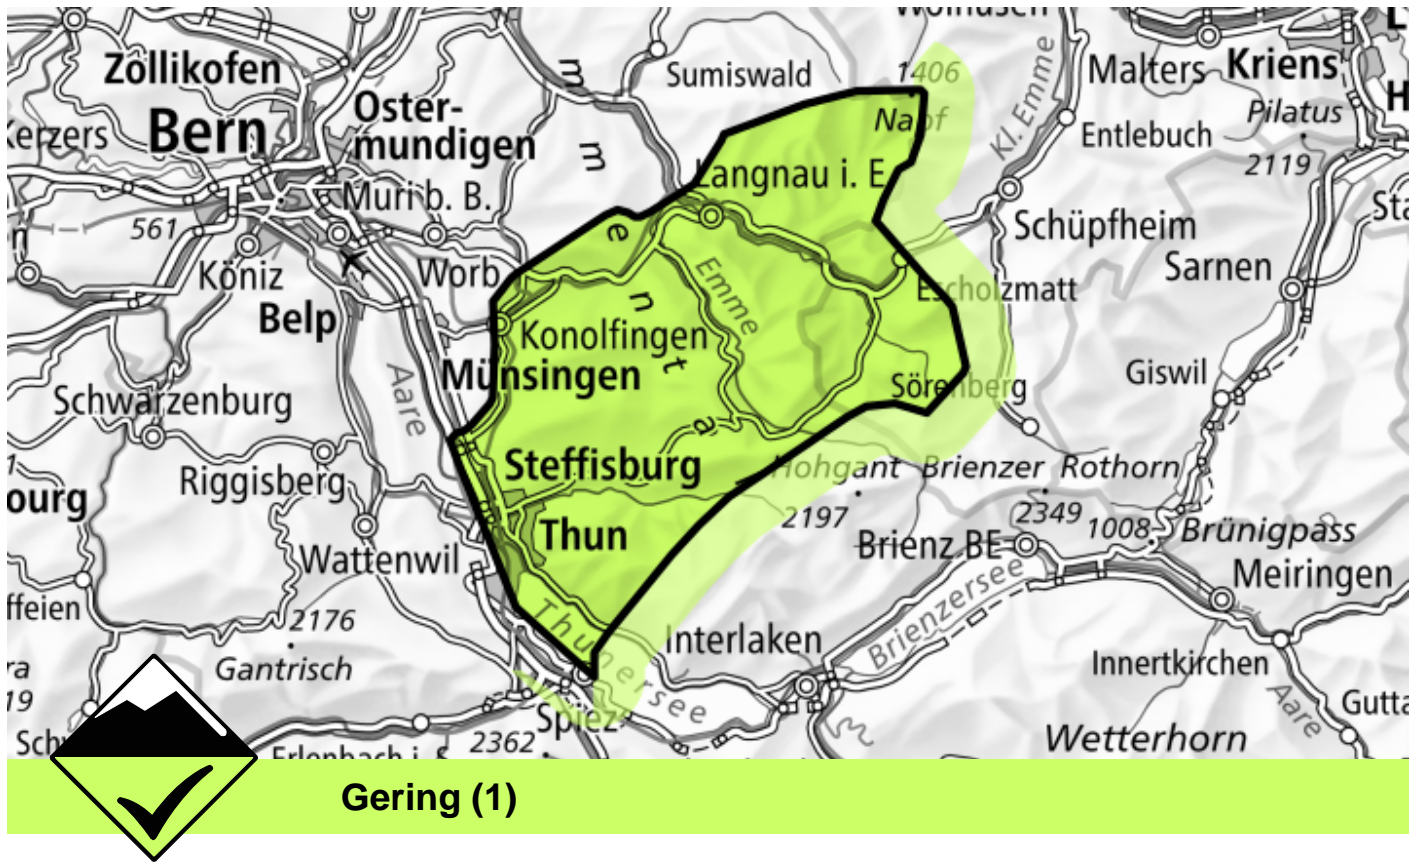 Sumiswald
1406
Malters
Kriens
Zollikofen
Oster-
mundigen
Bern
Kl. Emme
Pilatus
Napf
Entlebuch
2119
Kerzers
Langnau i. E.
Muri b. B.
561
Schüpfheim
Köniz
Worb
Sarnen
Emmental
Emme
Escholzmatt
Belp
Konolfingen
Münsingen
Aare
Sörenberg
Giswil
Schwarzenburg
Steffisburg
Hohgant
Brienzer Rothorn
Riggisberg
2197
2349
1008
Brünigpass
Thun
Brienz BE
Wattenwil
Meiringen
2176
Thunersee
Interlaken
Brienzersee
Gantrisch
Innertkirchen
Aare
Spiez
2362
Wetterhorn
Gering (1)